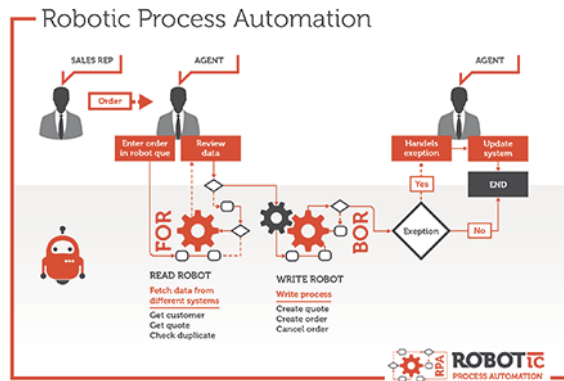 Robotic Process Automation
SALES REP
AGENT
AGENT
Order
Enter order
in robot que
Review
data
Handels
exeption
Update
system
Yes
END
FOR
BOR
Exeption
No
READ ROBOT
Fetch data from
different systems
Get customer
Get quote
Check duplicate
WRITE ROBOT
Write process
Create quote
Create order
Cancel order
RPA
ROBOTiC
PROCESS AUTOMATION